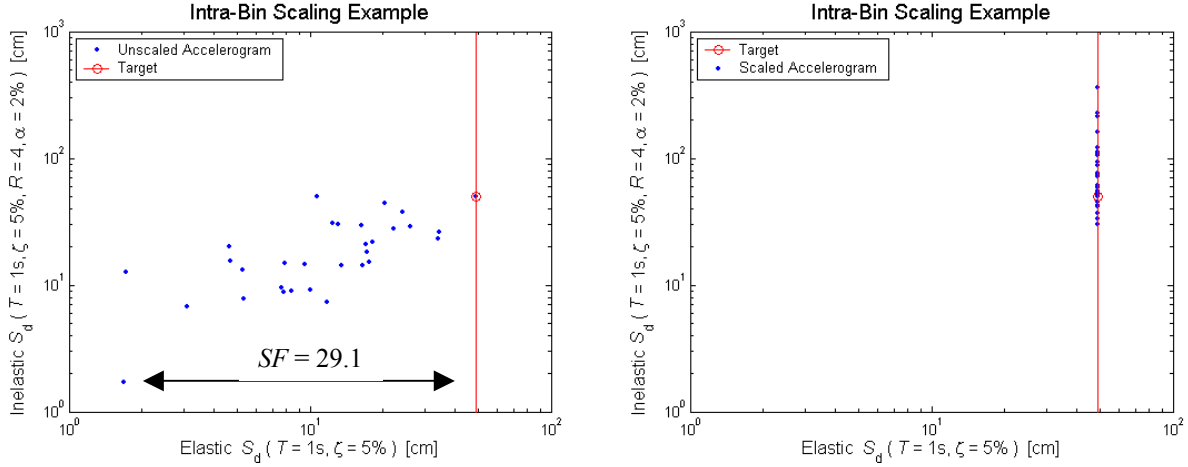 Intra-Bin Scaling Example
Inelastic S_d ( T = 1s, ζ = 5%, R = 4, α = 2% ) [cm]
10^3
10^2
10^1
10^0
Unscaled Accelerogram
Target
SF = 29.1
10^0
10^1
10^2
Elastic S_d ( T = 1s, ζ = 5% ) [cm]
Intra-Bin Scaling Example
Inelastic S_d ( T = 1s, ζ = 5%, R = 4, α = 2% ) [cm]
10^3
10^2
10^1
10^0
Target
Scaled Accelerogram
10^0
10^1
10^2
Elastic S_d ( T = 1s, ζ = 5% ) [cm]